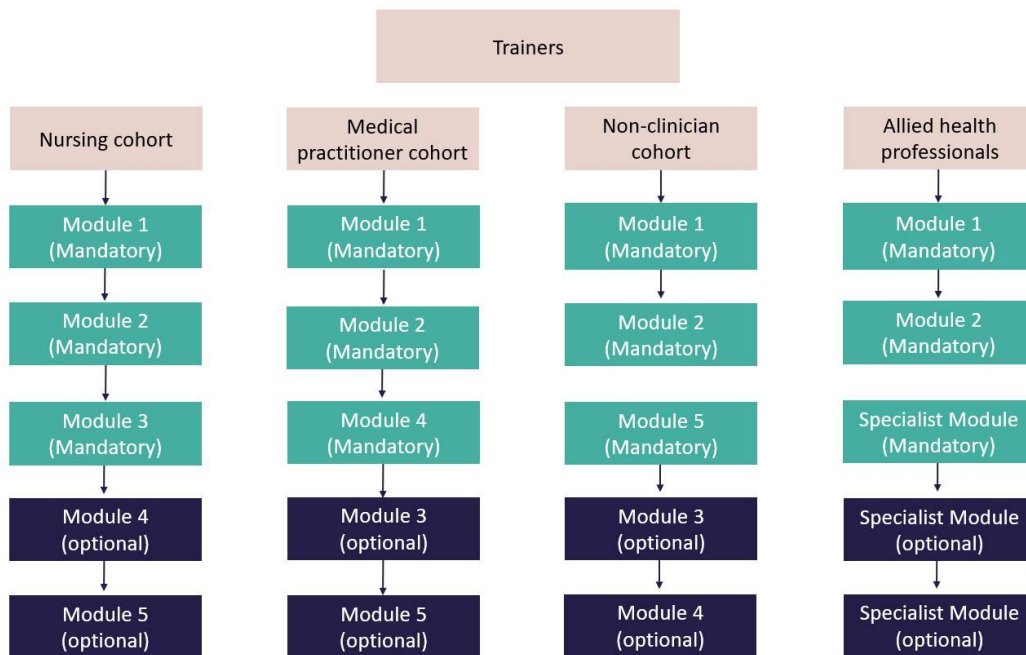 Trainers
Nursing cohort
Medical
practitioner cohort
Non-clinician
cohort
Allied health
professionals
Module 1
(Mandatory)
Module 1
(Mandatory)
Module 1
(Mandatory)
Module 1
(Mandatory)
Module 2
(Mandatory)
Module 2
(Mandatory)
Module 2
(Mandatory)
Module 2
(Mandatory)
Module 3
(Mandatory)
Module 4
(Mandatory)
Module 5
(Mandatory)
Specialist Module
(Mandatory)
Module 4
(optional)
Module 3
(optional)
Module 3
(optional)
Specialist Module
(optional)
Module 5
(optional)
Module 5
(optional)
Module 4
(optional)
Specialist Module
(optional)